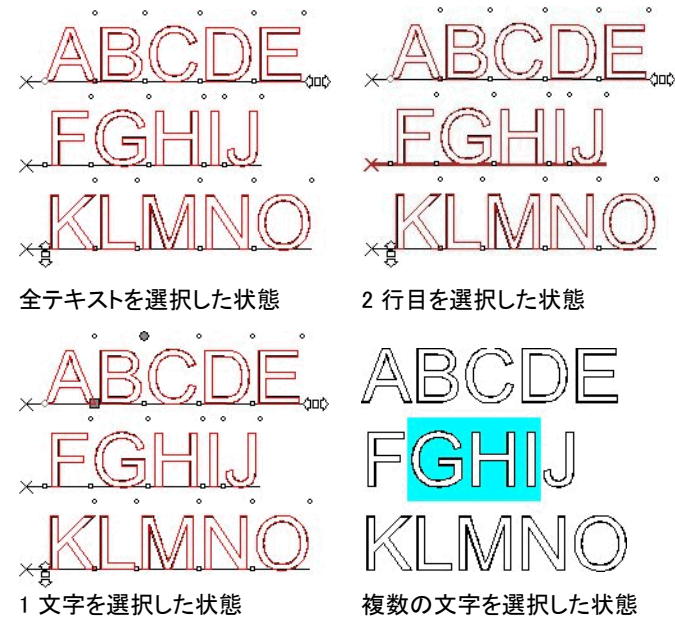 ABCDE
FGHIJ
KLMNO
全テキストを選択した状態
ABCDE
FGHIJ
KLMNO
2 行目を選択した状態
ABCDE
FGHIJ
KLMNO
1 文字を選択した状態
ABCDE
FGHIJ
KLMNO
複数の文字を選択した状態